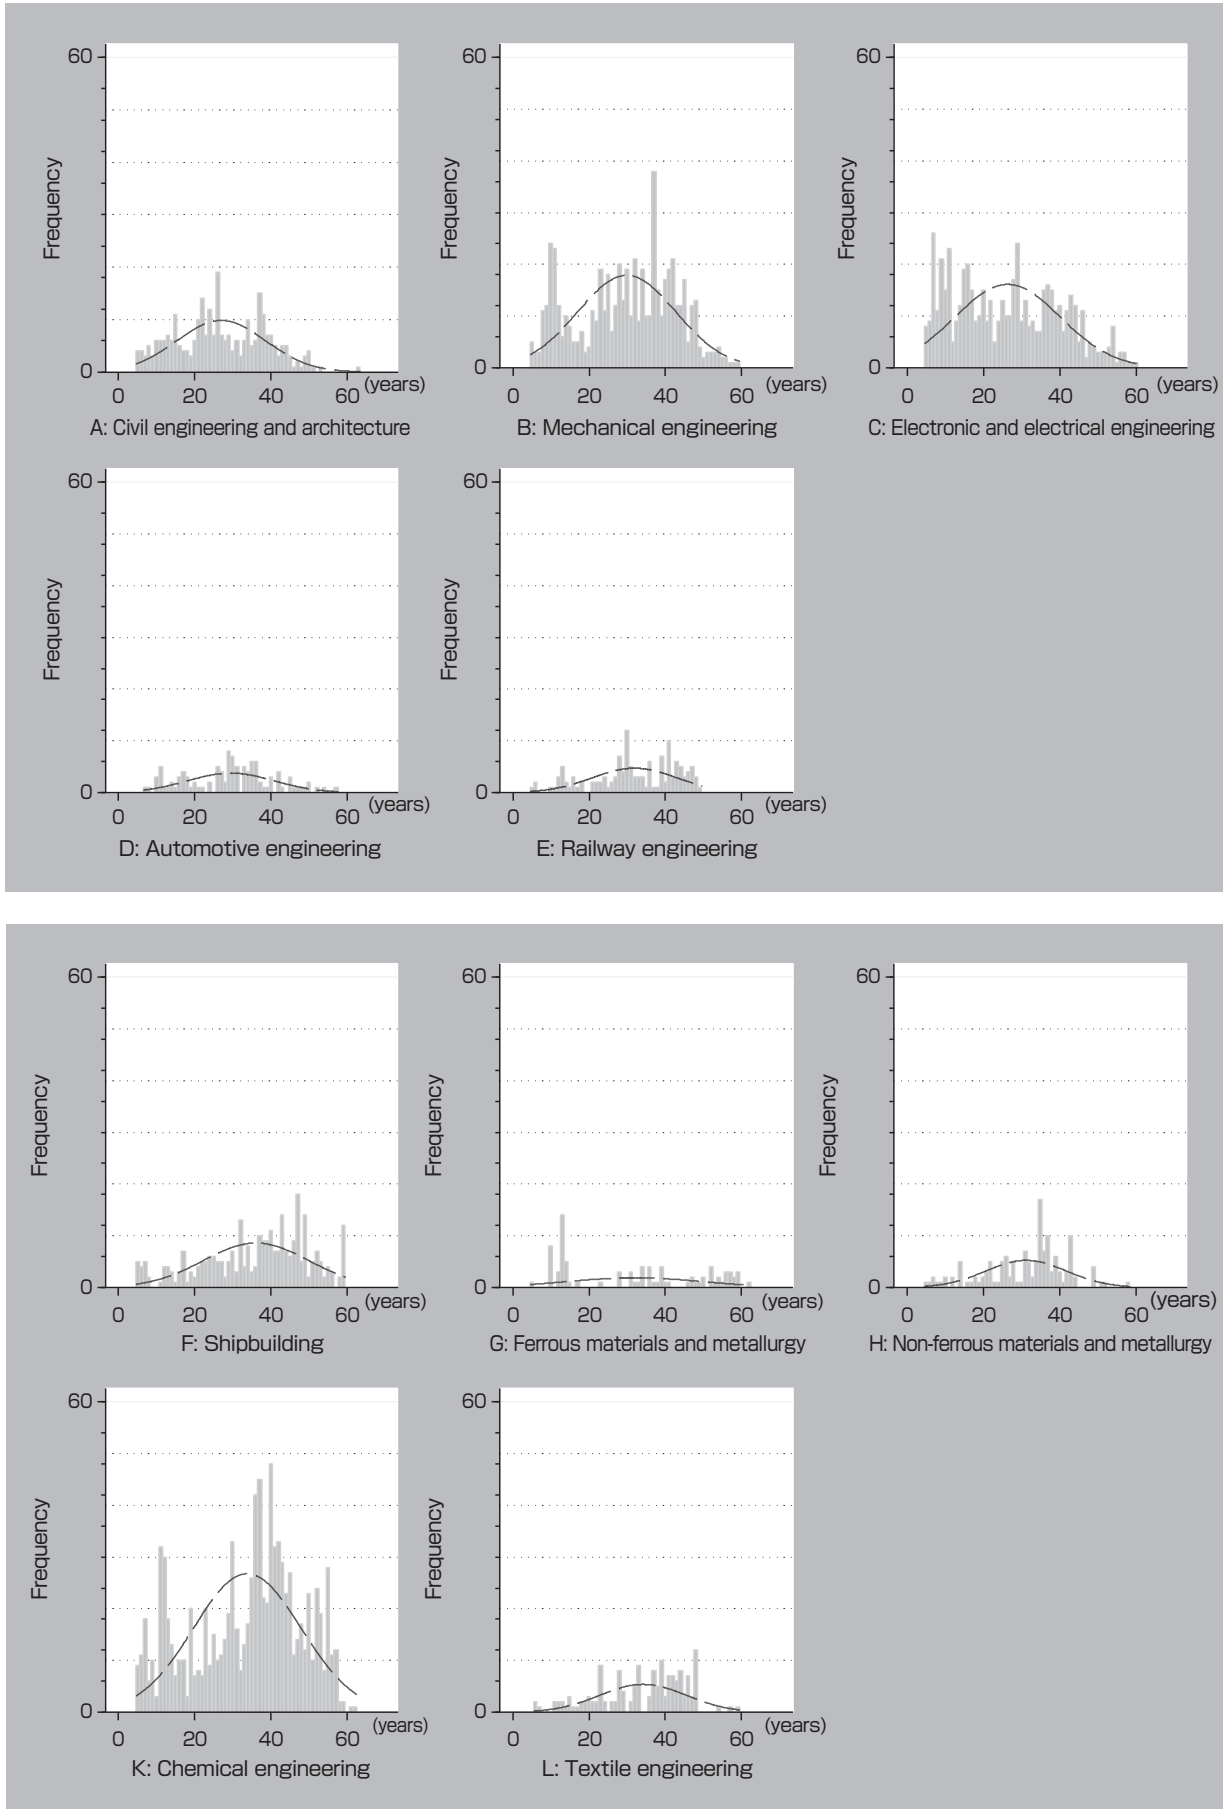 60
Frequency
0
0 20 40 60 (years)
A: Civil engineering and architecture
60
Frequency
0
0 20 40 60 (years)
B: Mechanical engineering
60
Frequency
0
0 20 40 60 (years)
C: Electronic and electrical engineering
60
Frequency
0
0 20 40 60 (years)
D: Automotive engineering
60
Frequency
0
0 20 40 60 (years)
E: Railway engineering
60
Frequency
0
0 20 40 60 (years)
F: Shipbuilding
60
Frequency
0
0 20 40 60 (years)
G: Ferrous materials and metallurgy
60
Frequency
0
0 20 40 60 (years)
H: Non-ferrous materials and metallurgy
60
Frequency
0
0 20 40 60 (years)
K: Chemical engineering
60
Frequency
0
0 20 40 60 (years)
L: Textile engineering